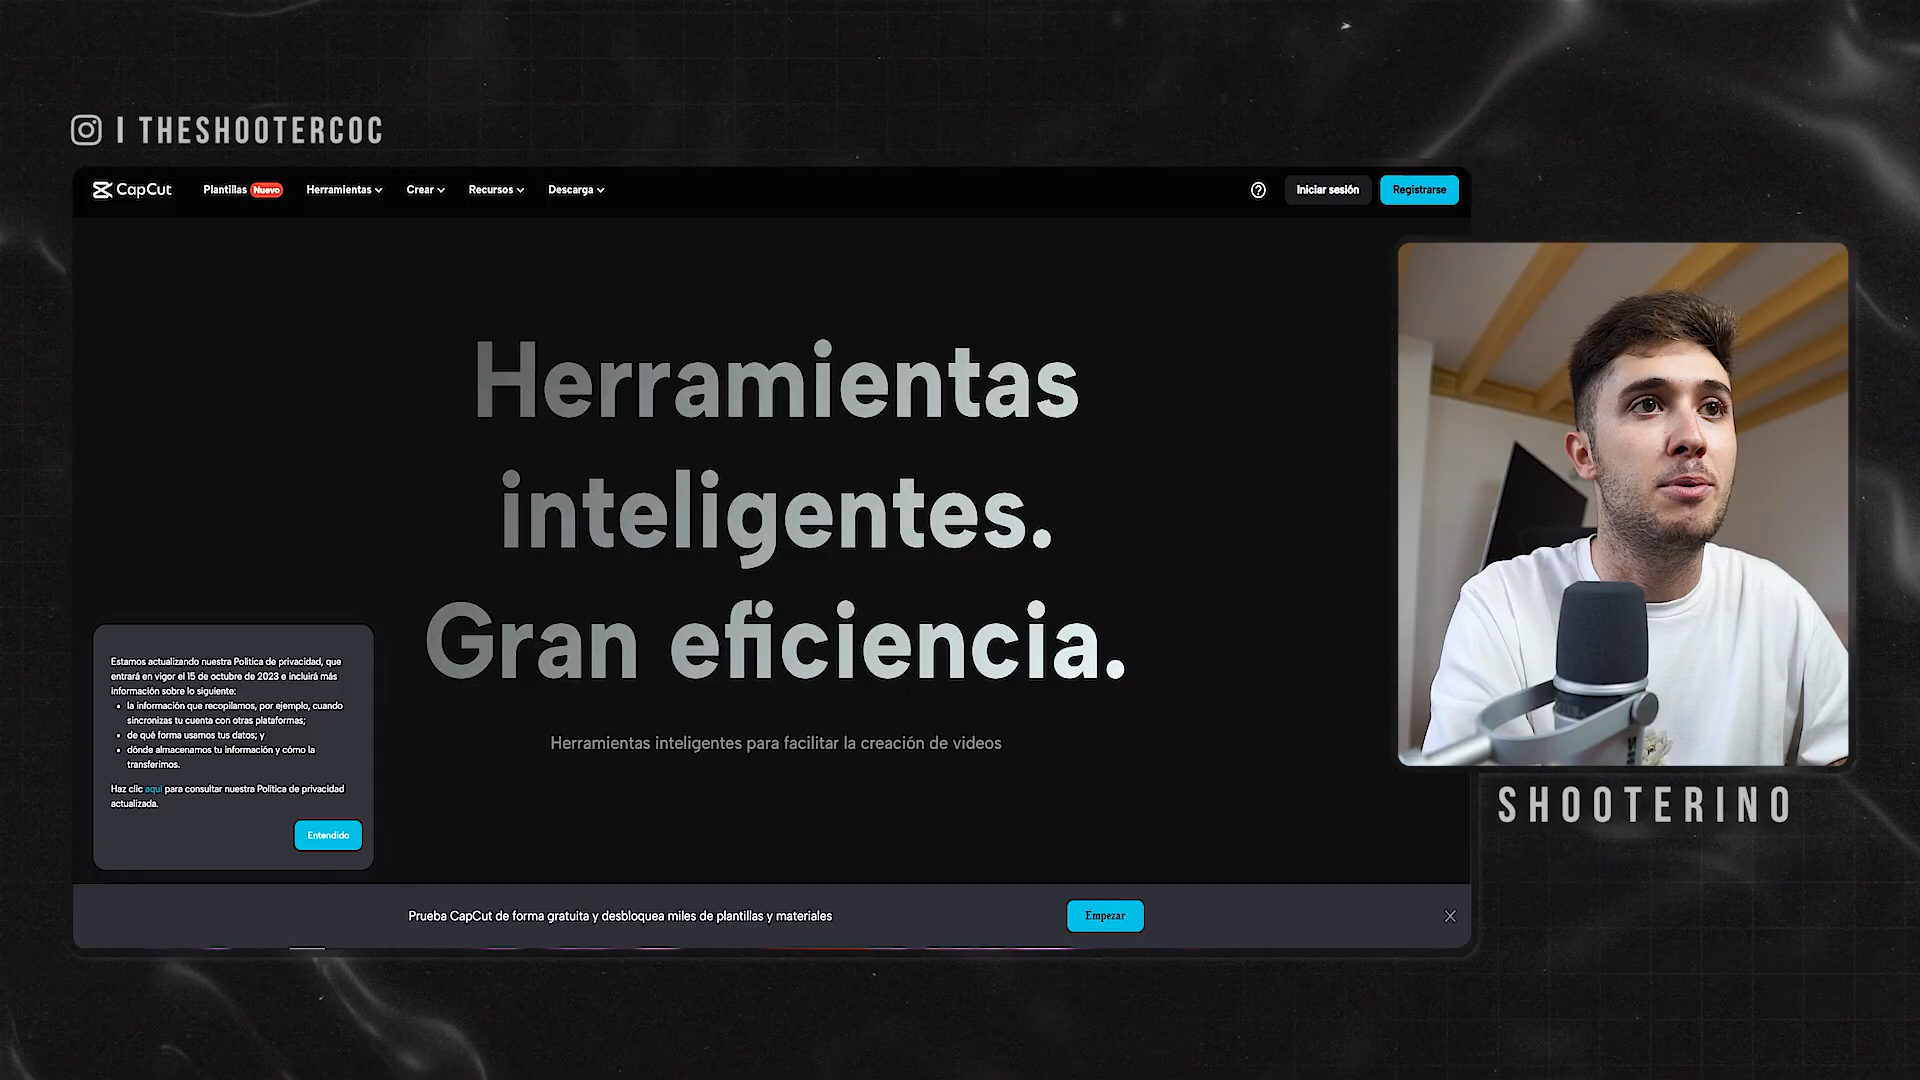 I THESHOOTERCOC
CapCut Plantillas Nuevo Herramientas Crear Recursos Descarga Iniciar sesión Registrarse
Herramientas
inteligentes.
Gran eficiencia.
Herramientas inteligentes para facilitar la creación de videos
Estamos actualizando nuestra Política de privacidad, que
entrará en vigor el 15 de octubre de 2023 e incluirá más
información sobre lo siguiente:
la información que recopilamos, por ejemplo, cuando
sincronizas tu cuenta con otras plataformas;
de qué forma usamos tus datos; y
dónde almacenamos tu información y cómo la
transferimos.
Haz clic aquí para consultar nuestra Política de privacidad
actualizada.
Entendido
SHOOTERINO
Prueba CapCut de forma gratuita y desbloquea miles de plantillas y materiales
Empezar